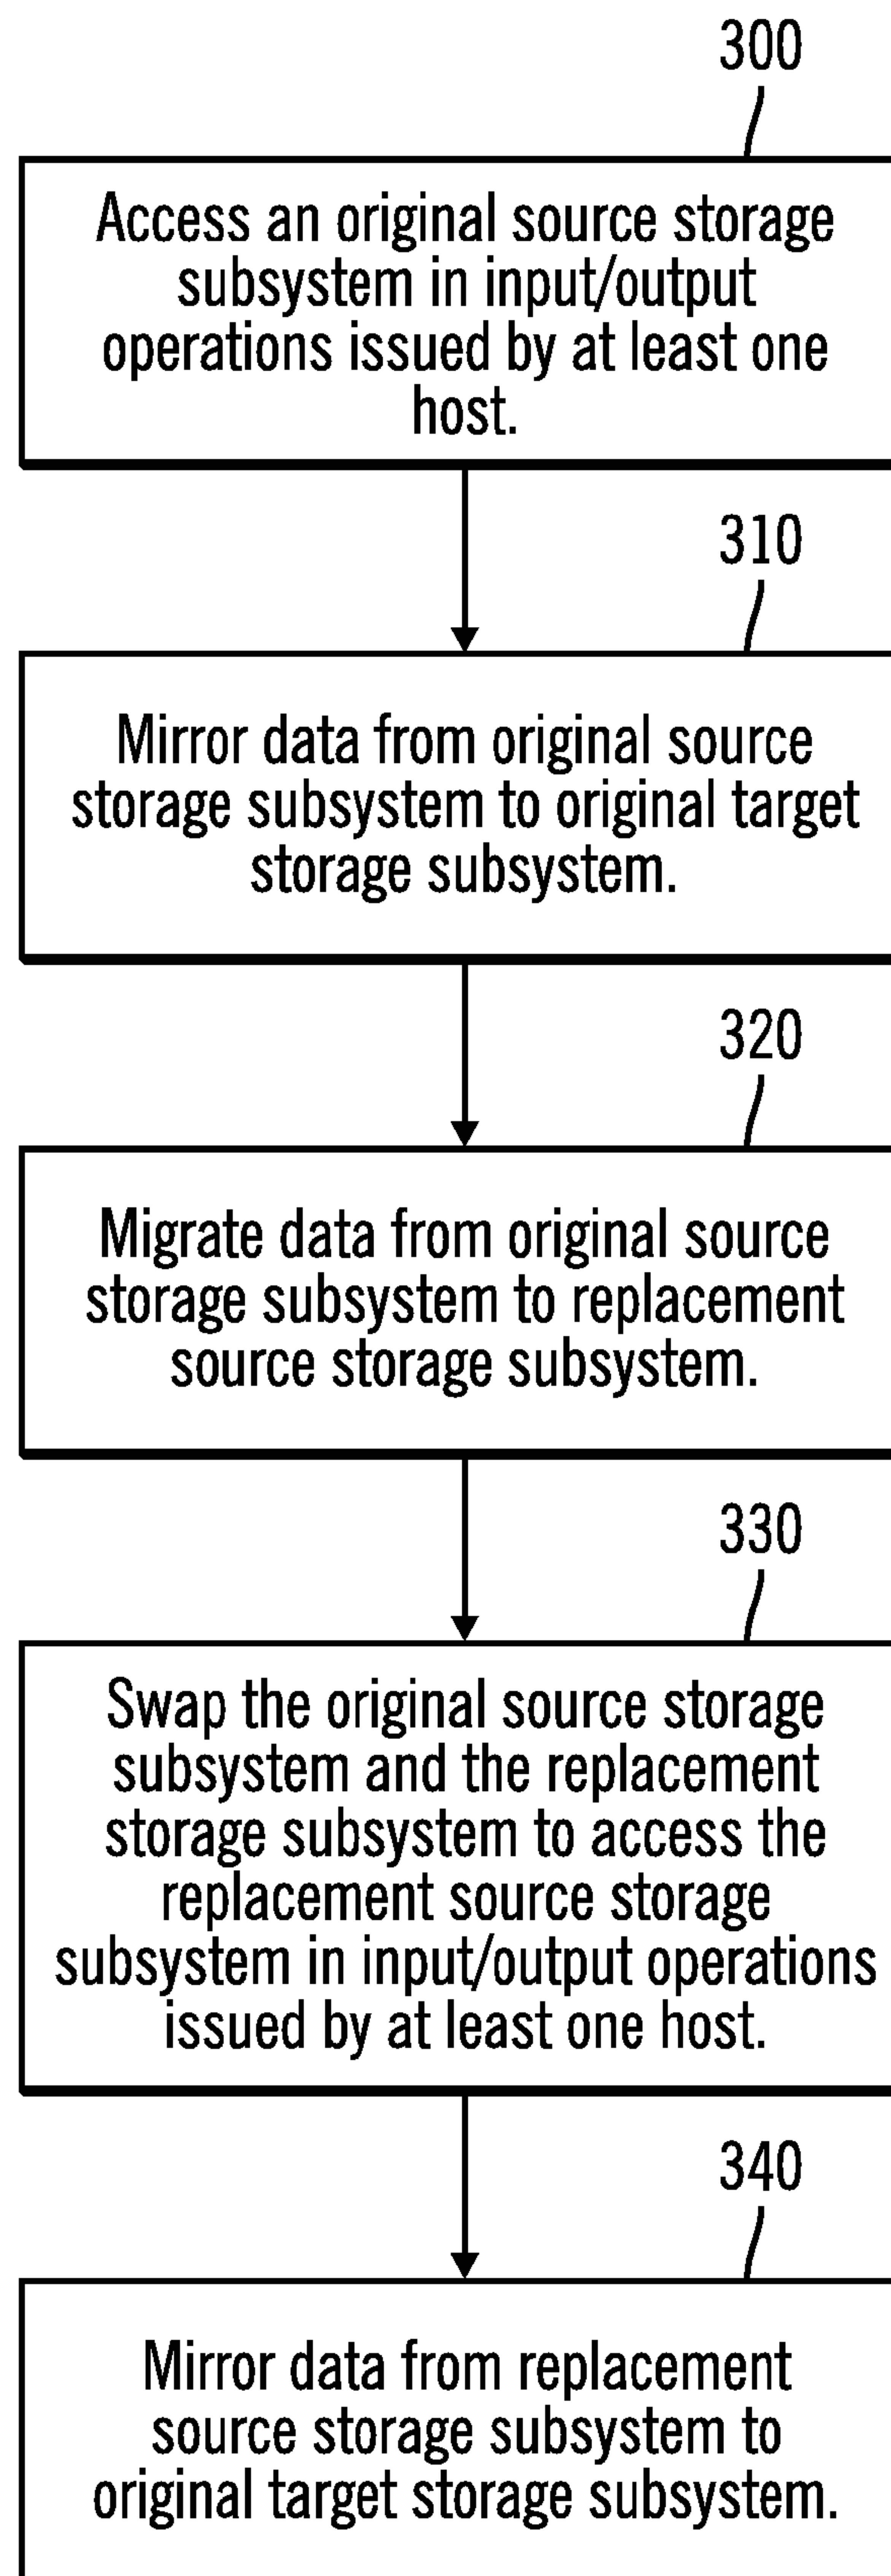 300
Access an original source storage
subsystem in input/output
operations issued by at least one
host.
310
Mirror data from original source
storage subsystem to original target
storage subsystem.
320
Migrate data from original source
storage subsystem to replacement
source storage subsystem.
330
Swap the original source storage
subsystem and the replacement
storage subsystem to access the
replacement source storage
subsystem in input/output operations
issued by at least one host.
340
Mirror data from replacement
source storage subsystem to
original target storage subsystem.